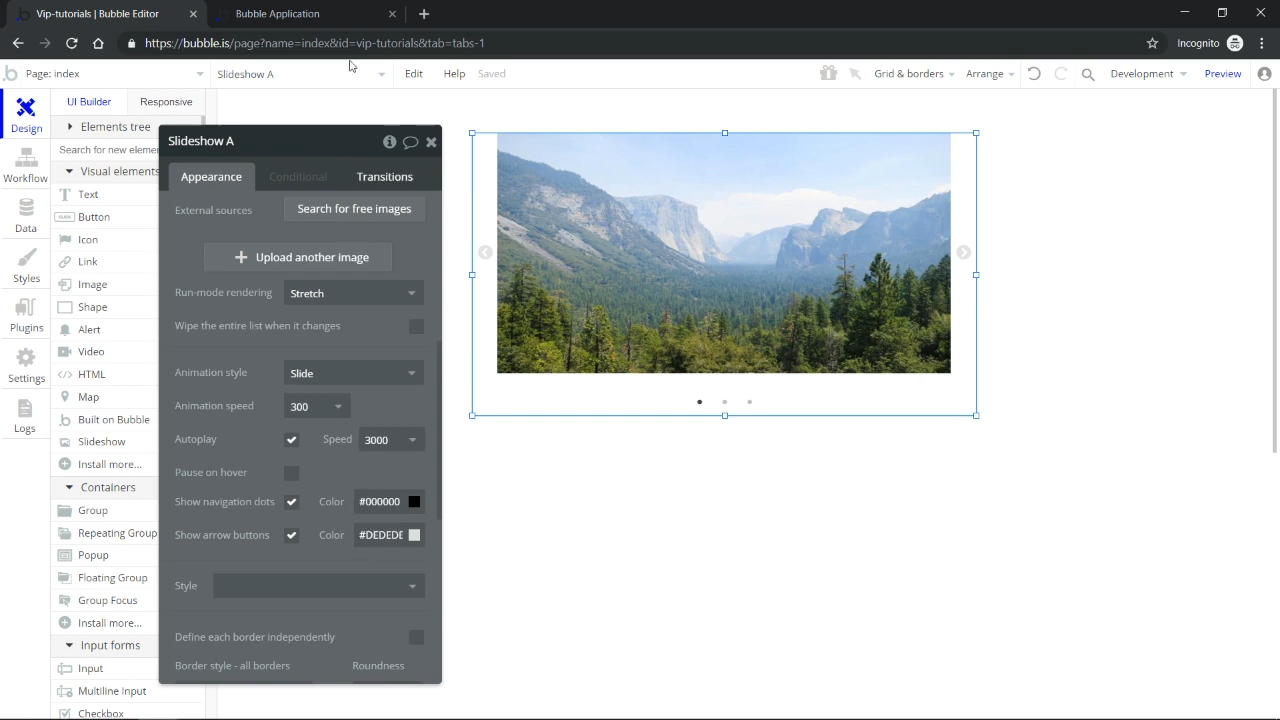 Vip-tutorials | Bubble Editor
Bubble Application
https://bubble.is/page?name=index&id=vip-tutorials&tab=tabs-1
Incognito
Page: index
Slideshow A
Edit
Help
Saved
Grid & borders
Arrange
Development
Preview
UI Builder
Responsive
Design
Workflow
Data
Styles
Plugins
Settings
Logs
Elements tree
Search for new
Visual elements
Text
Button
Icon
Link
Image
Shape
Alert
Video
HTML
Map
Built on Bubble
Slideshow
Install more...
Containers
Group
Repeating Group
Popup
Floating Group
Group Focus
Install more...
Input forms
Input
Multiline Input
Checkbox
Slideshow A
Appearance
Conditional
Transitions
External sources
Search for free images
Upload another image
Run-mode rendering
Stretch
Wipe the entire list when it changes
Animation style
Slide
Animation speed
300
Autoplay
Speed
3000
Pause on hover
Show navigation dots
Color
#000000
Show arrow buttons
Color
#DEDEDE
Style
Define each border independently
Border style - all borders
Roundness